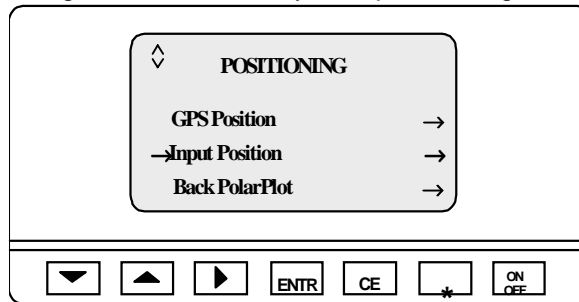 POSITIONING
GPS Position →
→Input Position →
Back PolarPlot →
ENTR CE * ON OFF